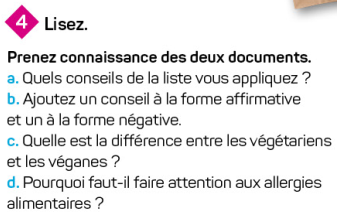 4 Lisez.
Prenez connaissance des deux documents.
a. Quels conseils de la liste vous appliquez ?
b. Ajoutez un conseil à la forme affirmative
et un à la forme négative.
c. Quelle est la différence entre les végétariens
et les véganes ?
d. Pourquoi faut-il faire attention aux allergies
alimentaires ?